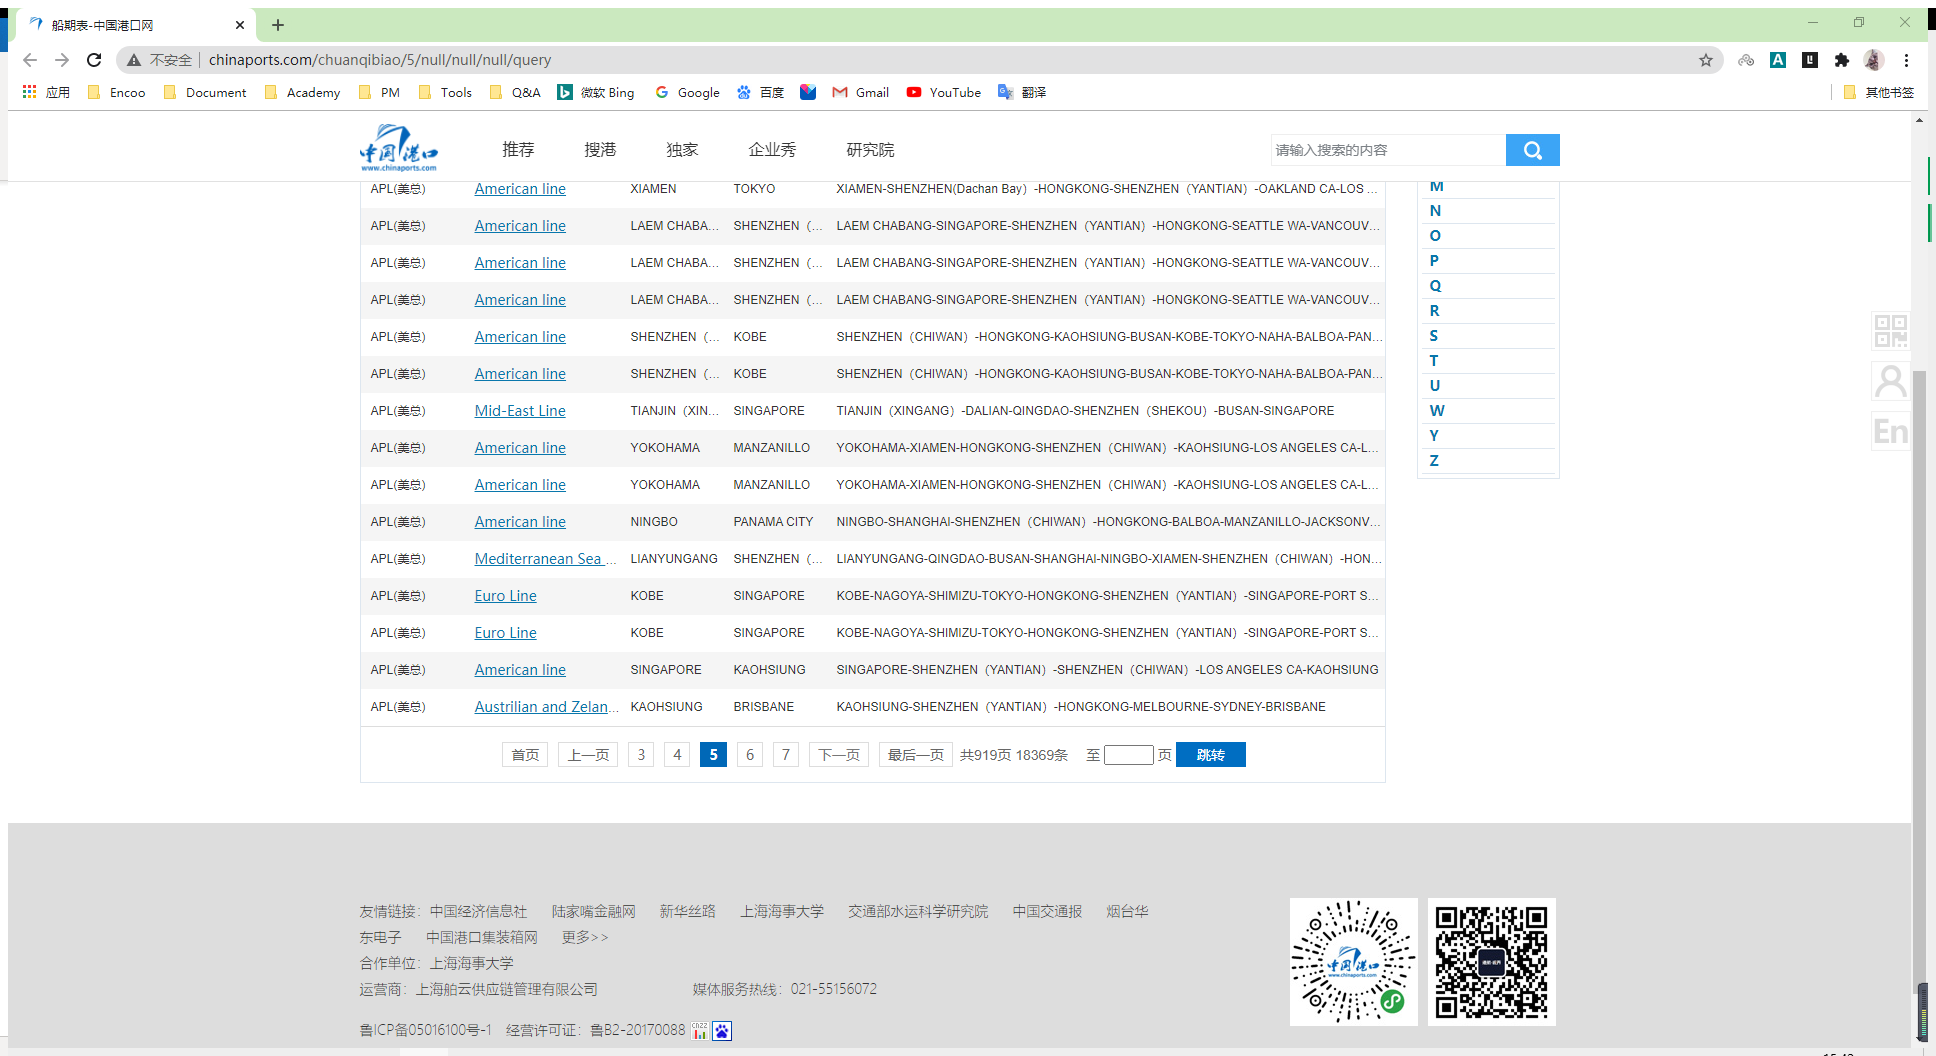 船期表-中国港口网
不安全 chinaports.com/chuanqibiao/5/null/null/null/query
应用 Encoo Document Academy PM Tools Q&A 微软 Bing Google 百度 Gmail YouTube 翻译 其他书签
中国港口 www.chinaports.com 推荐 搜港 独家 企业秀 研究院 请输入搜索的内容
APL(美总) American line XIAMEN TOKYO XIAMEN-SHENZHEN(Dachan Bay) -HONGKONG-SHENZHEN（YANTIAN）-OAKLAND CA-LOS ...
APL(美总) American line LAEM CHABA... SHENZHEN（... LAEM CHABANG-SINGAPORE-SHENZHEN（YANTIAN）-HONGKONG-SEATTLE WA-VANCOUV...
APL(美总) American line LAEM CHABA... SHENZHEN（... LAEM CHABANG-SINGAPORE-SHENZHEN（YANTIAN）-HONGKONG-SEATTLE WA-VANCOUV...
APL(美总) American line LAEM CHABA... SHENZHEN（... LAEM CHABANG-SINGAPORE-SHENZHEN（YANTIAN）-HONGKONG-SEATTLE WA-VANCOUV...
APL(美总) American line SHENZHEN（... KOBE SHENZHEN（CHIWAN）-HONGKONG-KAOHSIUNG-BUSAN-KOBE-TOKYO-NAHA-BALBOA-PAN...
APL(美总) American line SHENZHEN（... KOBE SHENZHEN（CHIWAN）-HONGKONG-KAOHSIUNG-BUSAN-KOBE-TOKYO-NAHA-BALBOA-PAN...
APL(美总) Mid-East Line TIANJIN（XIN... SINGAPORE TIANJIN（XINGANG）-DALIAN-QINGDAO-SHENZHEN（SHEKOU）-BUSAN-SINGAPORE
APL(美总) American line YOKOHAMA MANZANILLO YOKOHAMA-XIAMEN-HONGKONG-SHENZHEN（CHIWAN）-KAOHSIUNG-LOS ANGELES CA-L...
APL(美总) American line YOKOHAMA MANZANILLO YOKOHAMA-XIAMEN-HONGKONG-SHENZHEN（CHIWAN）-KAOHSIUNG-LOS ANGELES CA-L...
APL(美总) American line NINGBO PANAMA CITY NINGBO-SHANGHAI-SHENZHEN（CHIWAN）-HONGKONG-BALBOA-MANZANILLO-JACKSONV...
APL(美总) Mediterranean Sea ... LIANYUNGANG SHENZHEN（... LIANYUNGANG-QINGDAO-BUSAN-SHANGHAI-NINGBO-XIAMEN-SHENZHEN（CHIWAN）-HON...
APL(美总) Euro Line KOBE SINGAPORE KOBE-NAGOYA-SHIMIZU-TOKYO-HONGKONG-SHENZHEN（YANTIAN）-SINGAPORE-PORT S...
APL(美总) Euro Line KOBE SINGAPORE KOBE-NAGOYA-SHIMIZU-TOKYO-HONGKONG-SHENZHEN（YANTIAN）-SINGAPORE-PORT S...
APL(美总) American line SINGAPORE KAOHSIUNG SINGAPORE-SHENZHEN（YANTIAN）-SHENZHEN（CHIWAN）-LOS ANGELES CA-KAOHSIUNG
APL(美总) Austrilian and Zelan... KAOHSIUNG BRISBANE KAOHSIUNG-SHENZHEN（YANTIAN）-HONGKONG-MELBOURNE-SYDNEY-BRISBANE
M
N
O
P
Q
R
S
T
U
W
Y
Z
En
首页 上一页 3 4 5 6 7 下一页 最后一页 共919页 18369条 至 页 跳转
友情链接：中国经济信息社 陆家嘴金融网 新华丝路 上海海事大学 交通部水运科学研究院 中国交通报 烟台华
东电子 中国港口集装箱网 更多>>
合作单位：上海海事大学
运营商：上海舶云供应链管理有限公司 媒体服务热线：021-55156072
鲁ICP备05016100号-1 经营许可证：鲁B2-20170088
中国港口
www.chinaports.com